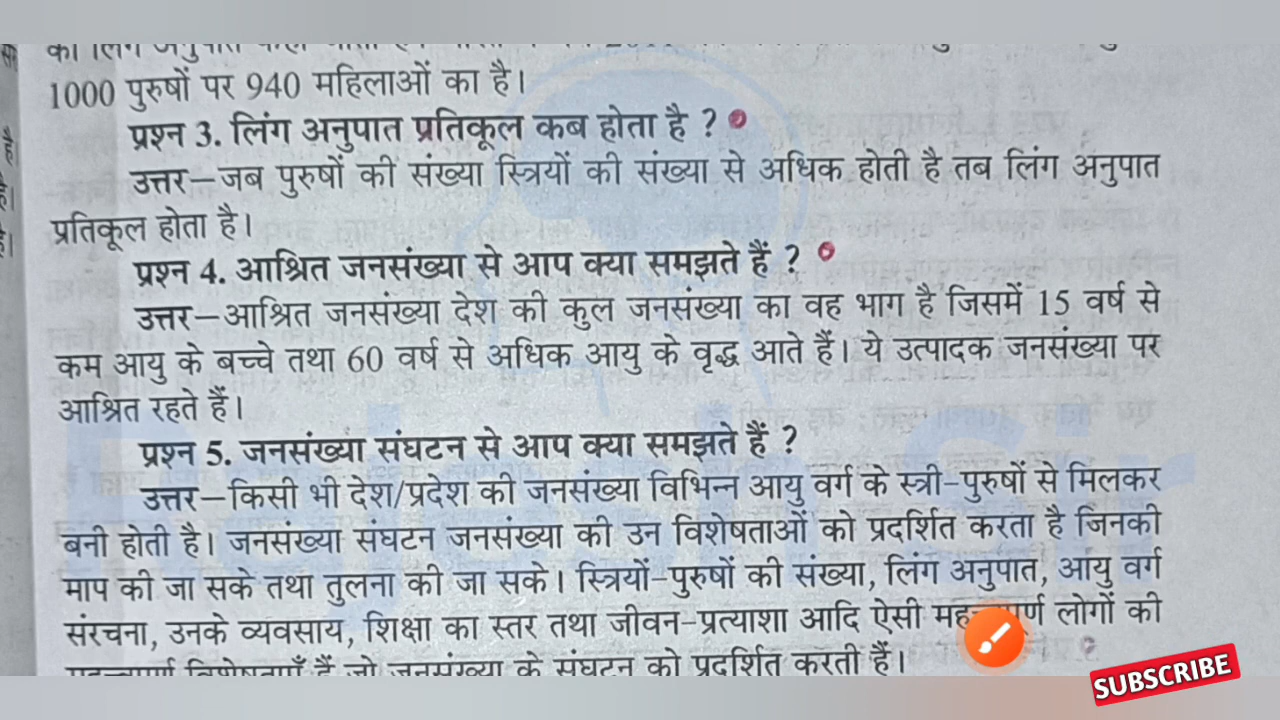 1000 पुरुषों पर 940 महिलाओं का है।
प्रश्न 3. लिंग अनुपात प्रतिकूल कब होता है ?
उत्तर–जब पुरुषों की संख्या स्त्रियों की संख्या से अधिक होती है तब लिंग अनुपात
प्रतिकूल होता है।
प्रश्न 4. आश्रित जनसंख्या से आप क्या समझते हैं ?
उत्तर–आश्रित जनसंख्या देश की कुल जनसंख्या का वह भाग है जिसमें 15 वर्ष से
कम आयु के बच्चे तथा 60 वर्ष से अधिक आयु के वृद्ध आते हैं। ये उत्पादक जनसंख्या पर
आश्रित रहते हैं।
प्रश्न 5. जनसंख्या संघटन से आप क्या समझते हैं ?
उत्तर–किसी भी देश/प्रदेश की जनसंख्या विभिन्न आयु वर्ग के स्त्री-पुरुषों से मिलकर
बनी होती है। जनसंख्या संघटन जनसंख्या की उन विशेषताओं को प्रदर्शित करता है जिनकी
माप की जा सके तथा तुलना की जा सके। स्त्रियों-पुरुषों की संख्या, लिंग अनुपात, आयु वर्ग
संरचना, उनके व्यवसाय, शिक्षा का स्तर तथा जीवन-प्रत्याशा आदि ऐसी लोगों की
विशेषताएँ हैं जो जनसंख्या के संघटन को प्रदर्शित करती हैं।
SUBSCRIBE